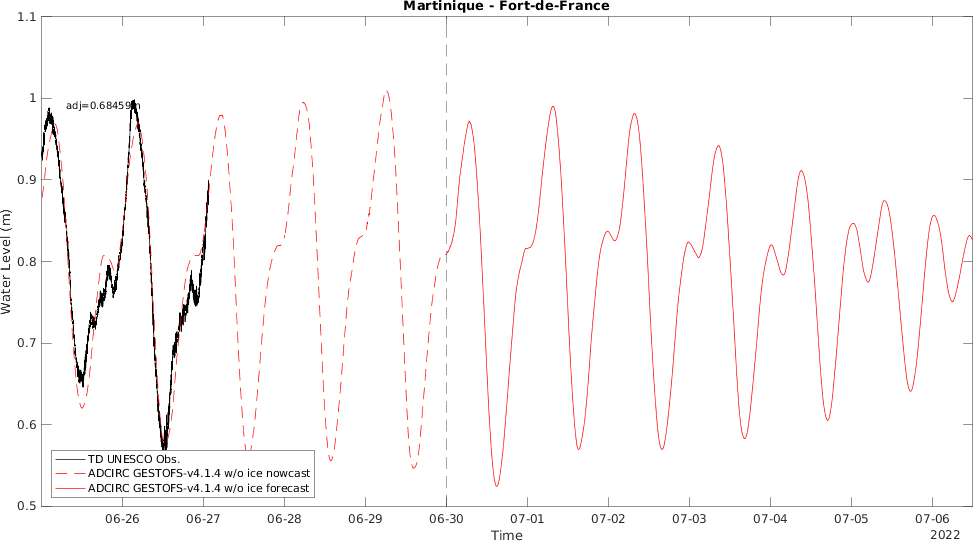 Martinique - Fort-de-France
1.1
1
0.9
0.8
0.7
0.6
0.5
Water Level (m)
adj=0.68459m
TD UNESCO Obs.
ADCIRC GESTOFS-v4.1.4 w/o ice nowcast
ADCIRC GESTOFS-v4.1.4 w/o ice forecast
06-26 06-27 06-28 06-29 06-30 07-01 07-02 07-03 07-04 07-05 07-06
Time
2022